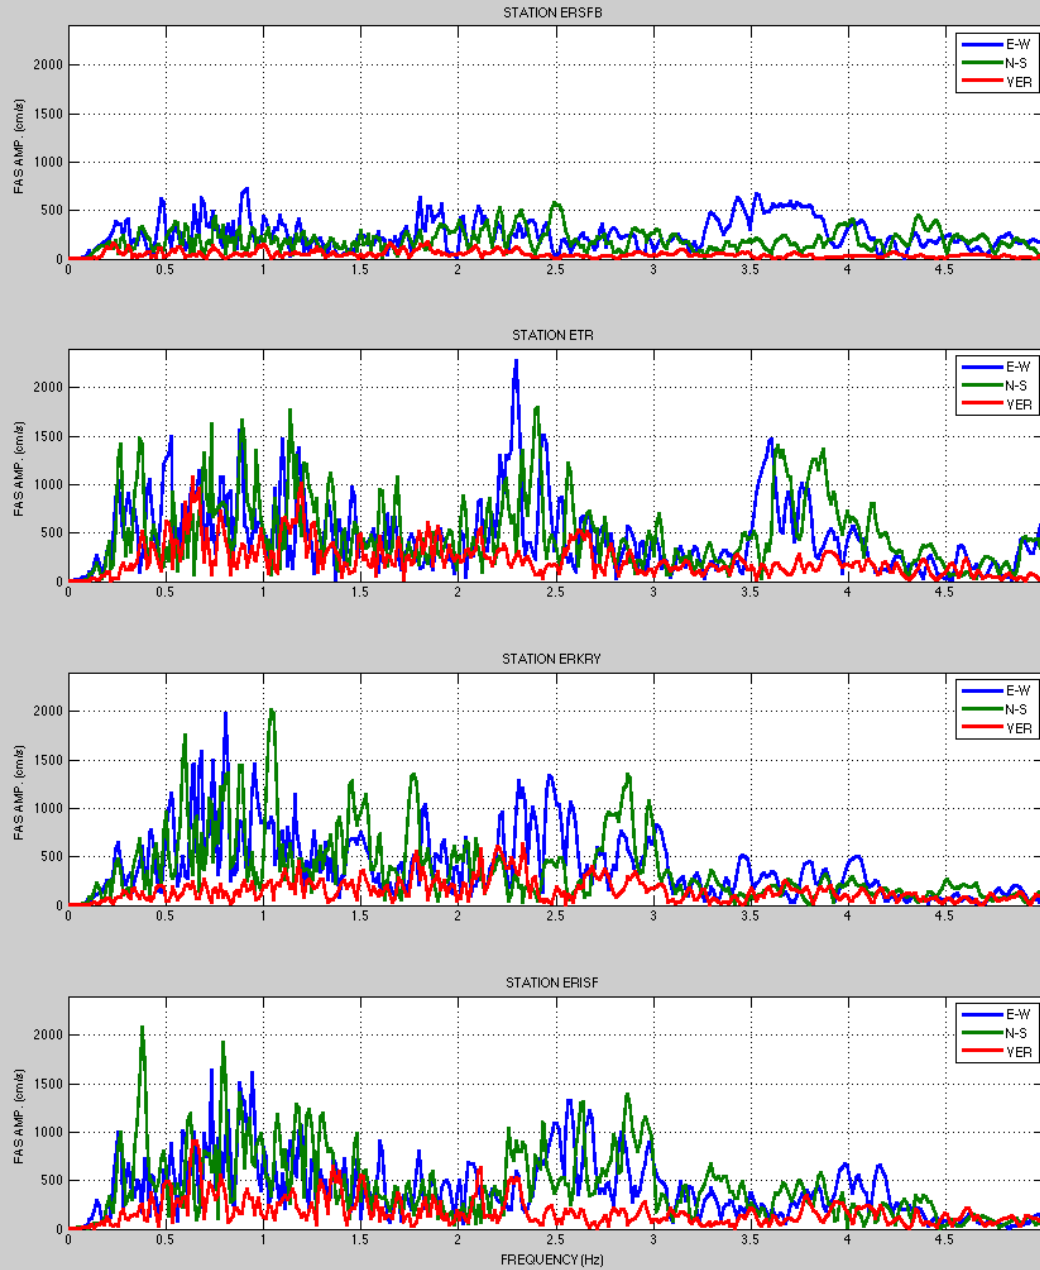 STATION ERSFB
FAS AMP. (cm/s)
2000
1500
1000
500
0
0 0.5 1 1.5 2 2.5 3 3.5 4 4.5
E-W
N-S
VER
STATION ETR
FAS AMP. (cm/s)
2000
1500
1000
500
0
0 0.5 1 1.5 2 2.5 3 3.5 4 4.5
E-W
N-S
VER
STATION ERKRY
FAS AMP. (cm/s)
2000
1500
1000
500
0
0 0.5 1 1.5 2 2.5 3 3.5 4 4.5
E-W
N-S
VER
STATION ERISF
FAS AMP. (cm/s)
2000
1500
1000
500
0
0 0.5 1 1.5 2 2.5 3 3.5 4 4.5
E-W
N-S
VER
FREQUENCY (Hz)